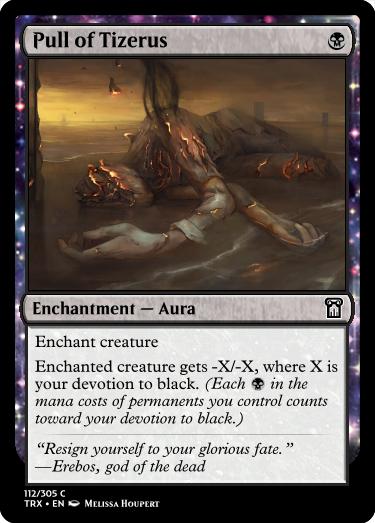 Pull of Tizerus
Enchantment — Aura
Enchant creature
Enchanted creature gets -X/-X, where X is
your devotion to black. (Each in the
mana costs of permanents you control counts
toward your devotion to black.)
“Resign yourself to your glorious fate.”
—Erebos, god of the dead
112/305 C
TRX • EN Melissa Houpert